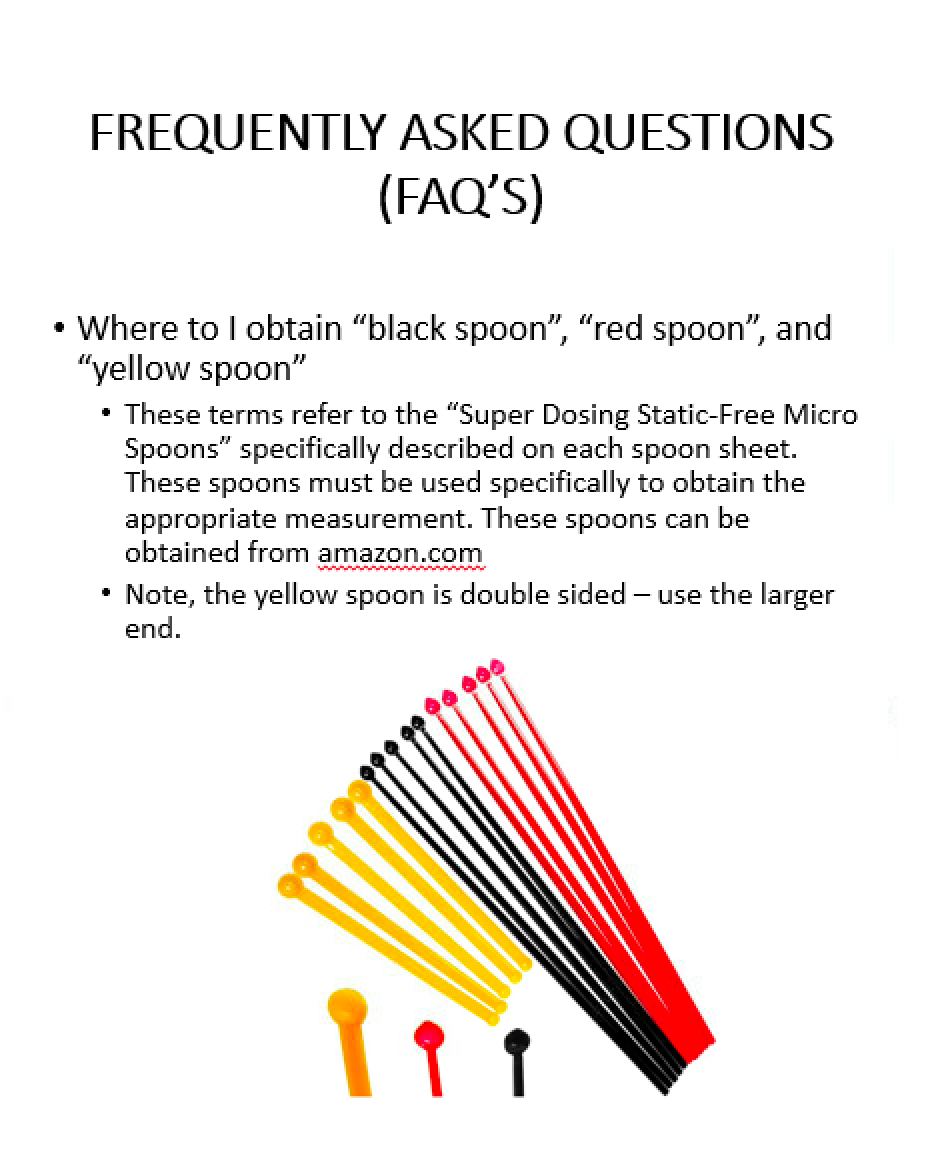 FREQUENTLY ASKED QUESTIONS
(FAQ’S)
• Where to I obtain “black spoon”, “red spoon”, and
“yellow spoon”
• These terms refer to the “Super Dosing Static-Free Micro
Spoons” specifically described on each spoon sheet.
These spoons must be used specifically to obtain the
appropriate measurement. These spoons can be
obtained from amazon.com
• Note, the yellow spoon is double sided – use the larger
end.